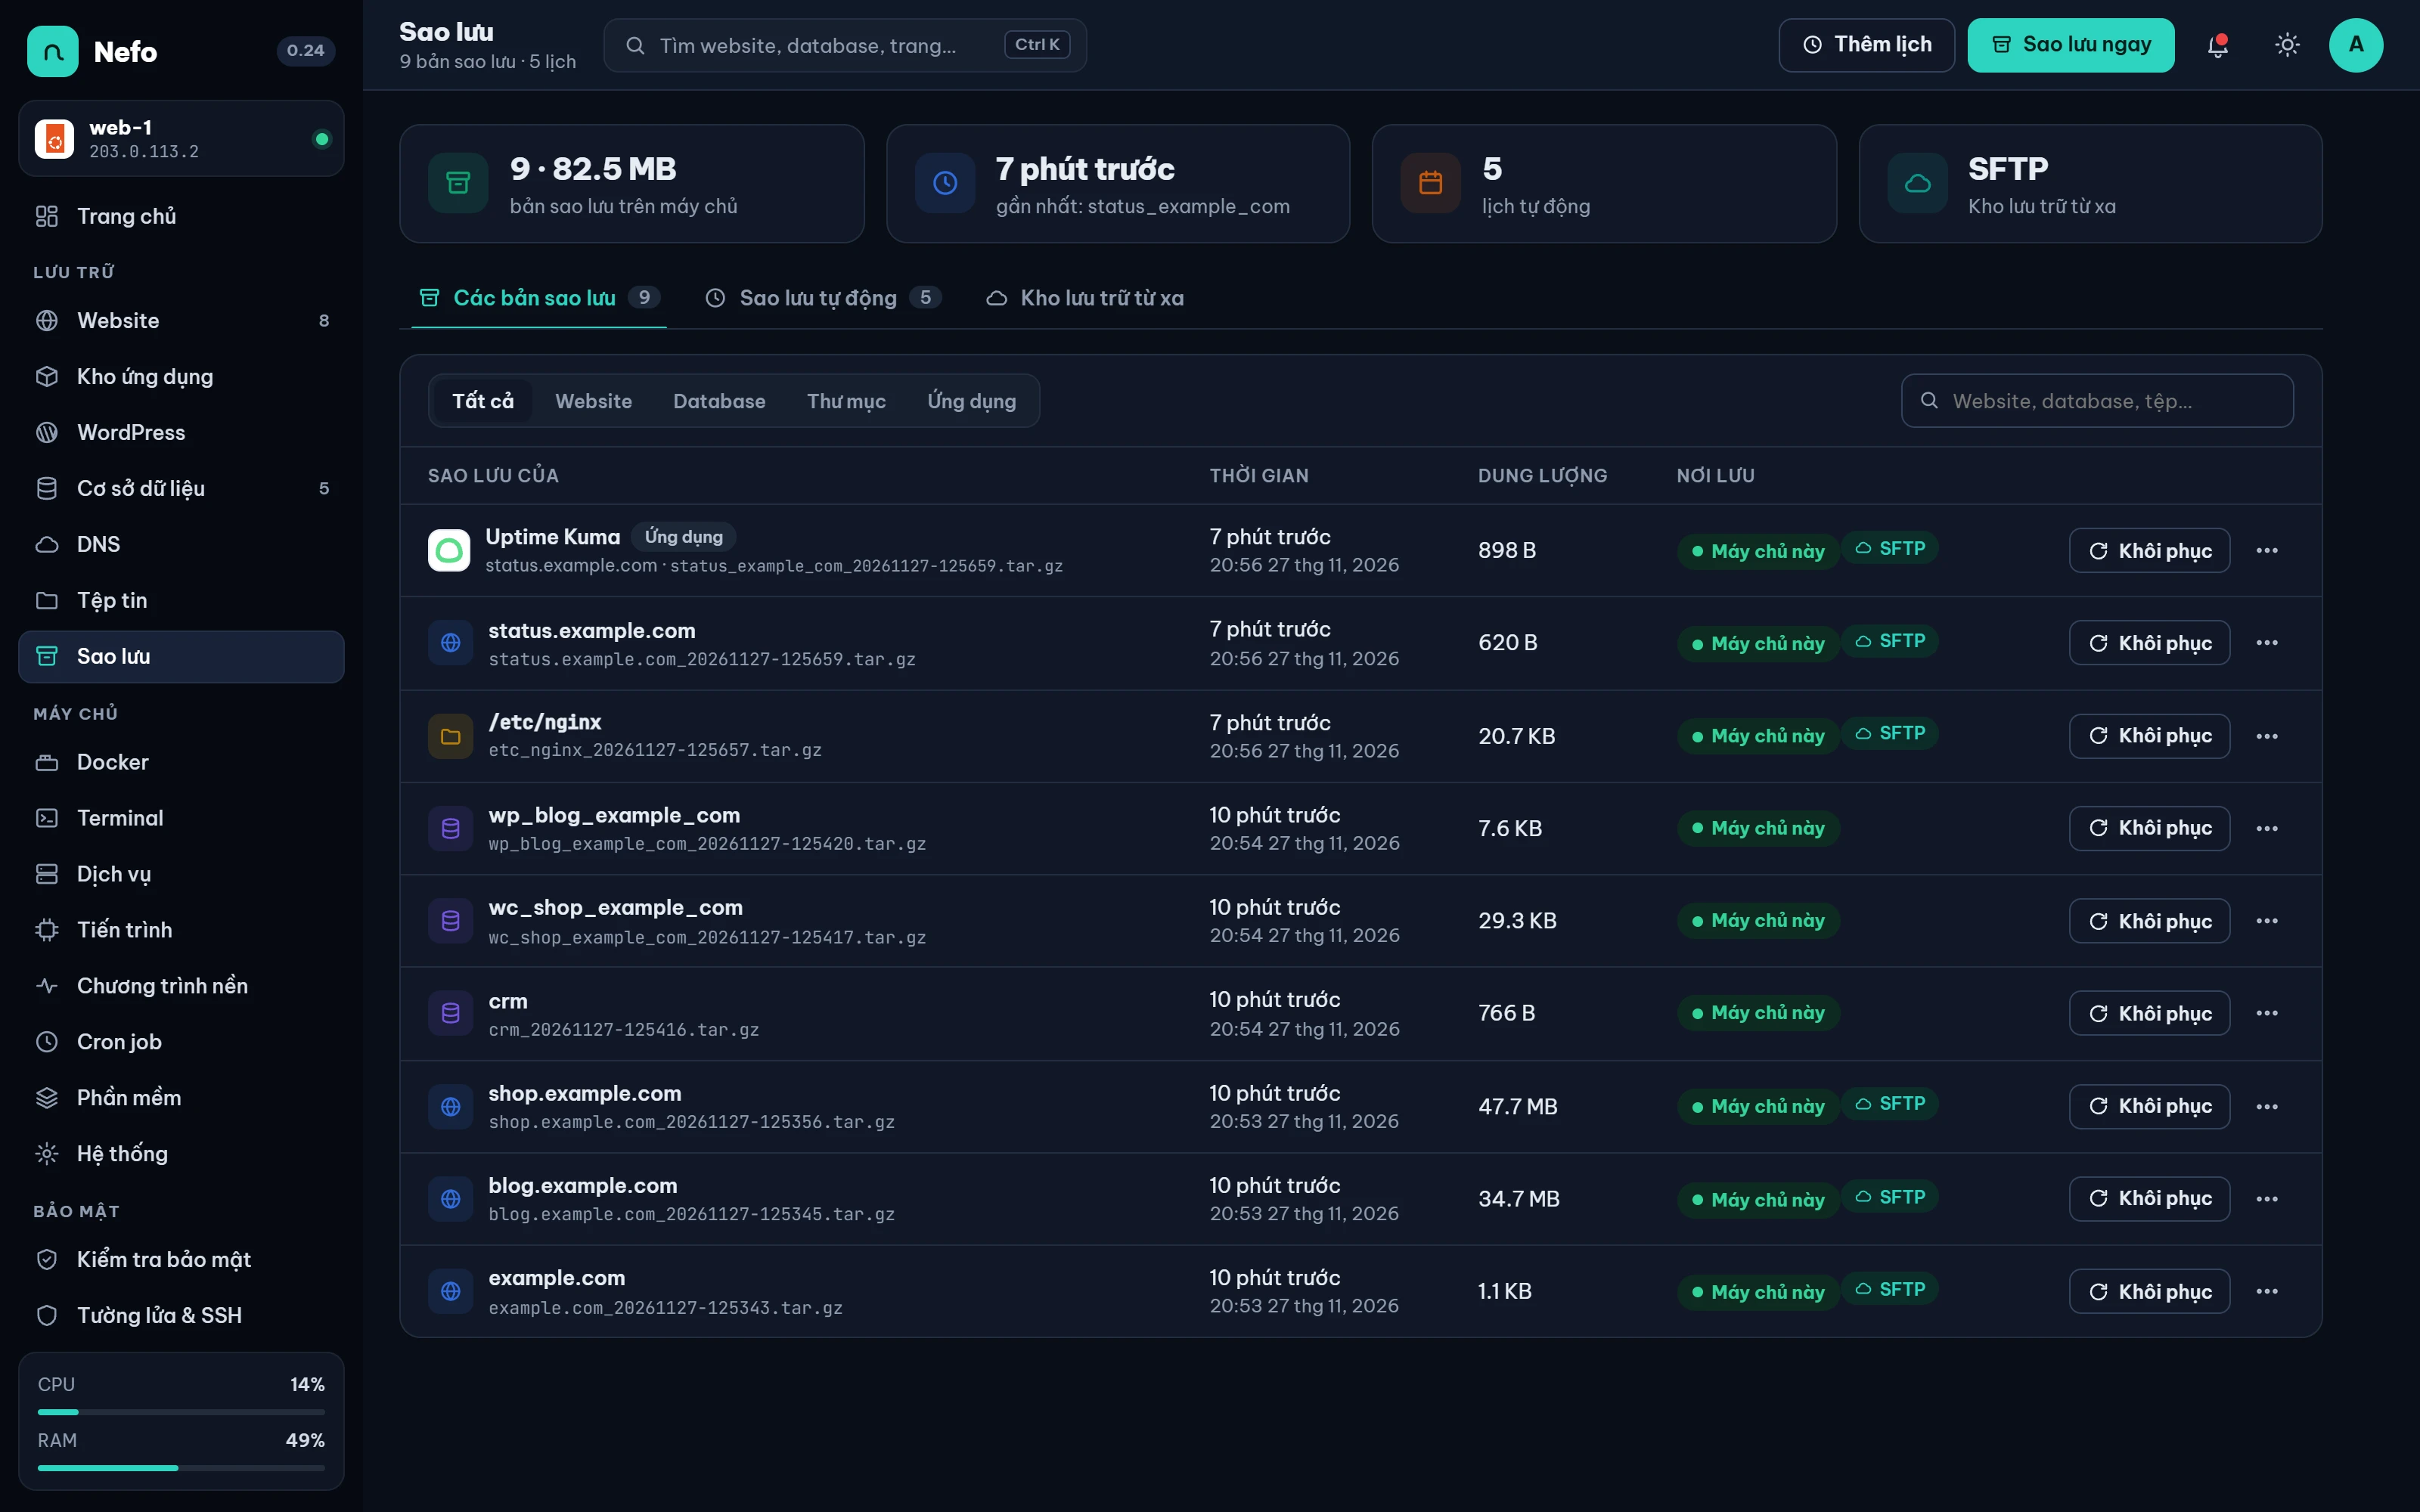 Nefo
0.24
web-1
203.0.113.2
Trang chủ
LƯU TRỮ
Website 8
Kho ứng dụng
WordPress
Cơ sở dữ liệu 5
DNS
Tệp tin
Sao lưu
MÁY CHỦ
Docker
Terminal
Dịch vụ
Tiến trình
Chương trình nền
Cron job
Phần mềm
Hệ thống
BẢO MẬT
Kiểm tra bảo mật
Tường lửa & SSH
CPU 14%
RAM 49%
Sao lưu
9 bản sao lưu · 5 lịch
Tìm website, database, trang... Ctrl K
Thêm lịch
Sao lưu ngay
A
9 · 82.5 MB
bản sao lưu trên máy chủ
7 phút trước
gần nhất: status_example_com
5
lịch tự động
SFTP
Kho lưu trữ từ xa
Các bản sao lưu 9
Sao lưu tự động 5
Kho lưu trữ từ xa
Tất cả Website Database Thư mục Ứng dụng
Website, database, tệp...
SAO LƯU CỦA THỜI GIAN DUNG LƯỢNG NƠI LƯU
Uptime Kuma Ứng dụng
status.example.com · status_example_com_20261127-125659.tar.gz
7 phút trước
20:56 27 thg 11, 2026
898 B
Máy chủ này SFTP
Khôi phục
status.example.com
status.example.com_20261127-125659.tar.gz
7 phút trước
20:56 27 thg 11, 2026
620 B
Máy chủ này SFTP
Khôi phục
/etc/nginx
etc_nginx_20261127-125657.tar.gz
7 phút trước
20:56 27 thg 11, 2026
20.7 KB
Máy chủ này SFTP
Khôi phục
wp_blog_example_com
wp_blog_example_com_20261127-125420.tar.gz
10 phút trước
20:54 27 thg 11, 2026
7.6 KB
Máy chủ này
Khôi phục
wc_shop_example_com
wc_shop_example_com_20261127-125417.tar.gz
10 phút trước
20:54 27 thg 11, 2026
29.3 KB
Máy chủ này
Khôi phục
crm
crm_20261127-125416.tar.gz
10 phút trước
20:54 27 thg 11, 2026
766 B
Máy chủ này
Khôi phục
shop.example.com
shop.example.com_20261127-125356.tar.gz
10 phút trước
20:53 27 thg 11, 2026
47.7 MB
Máy chủ này SFTP
Khôi phục
blog.example.com
blog.example.com_20261127-125345.tar.gz
10 phút trước
20:53 27 thg 11, 2026
34.7 MB
Máy chủ này SFTP
Khôi phục
example.com
example.com_20261127-125343.tar.gz
10 phút trước
20:53 27 thg 11, 2026
1.1 KB
Máy chủ này SFTP
Khôi phục